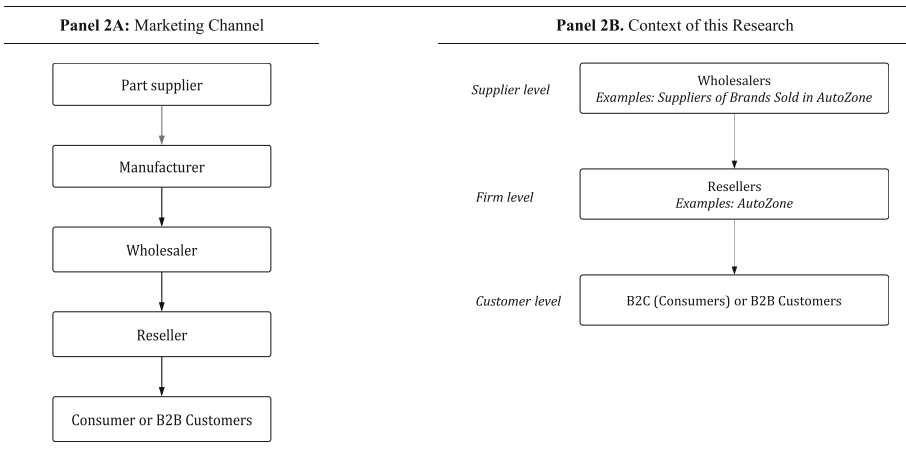 Panel 2A: Marketing Channel
Part supplier
Manufacturer
Wholesaler
Reseller
Consumer or B2B Customers
Panel 2B. Context of this Research
Supplier level
Wholesalers
Examples: Suppliers of Brands Sold in AutoZone
Firm level
Resellers
Examples: AutoZone
Customer level
B2C (Consumers) or B2B Customers